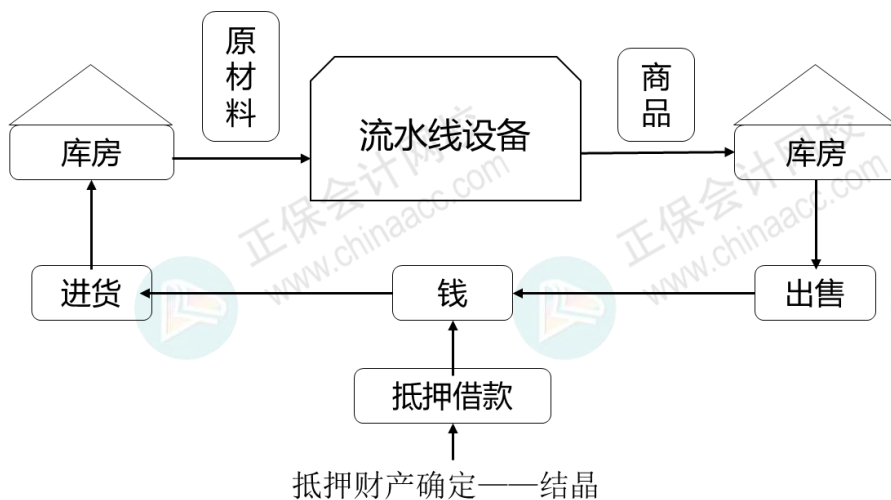 原材料
商品
库房
流水线设备
库房
进货
钱
出售
抵押借款
抵押财产确定——结晶
正保会计网校
www.chinaacc.com
正保会计网校
www.chinaacc.com